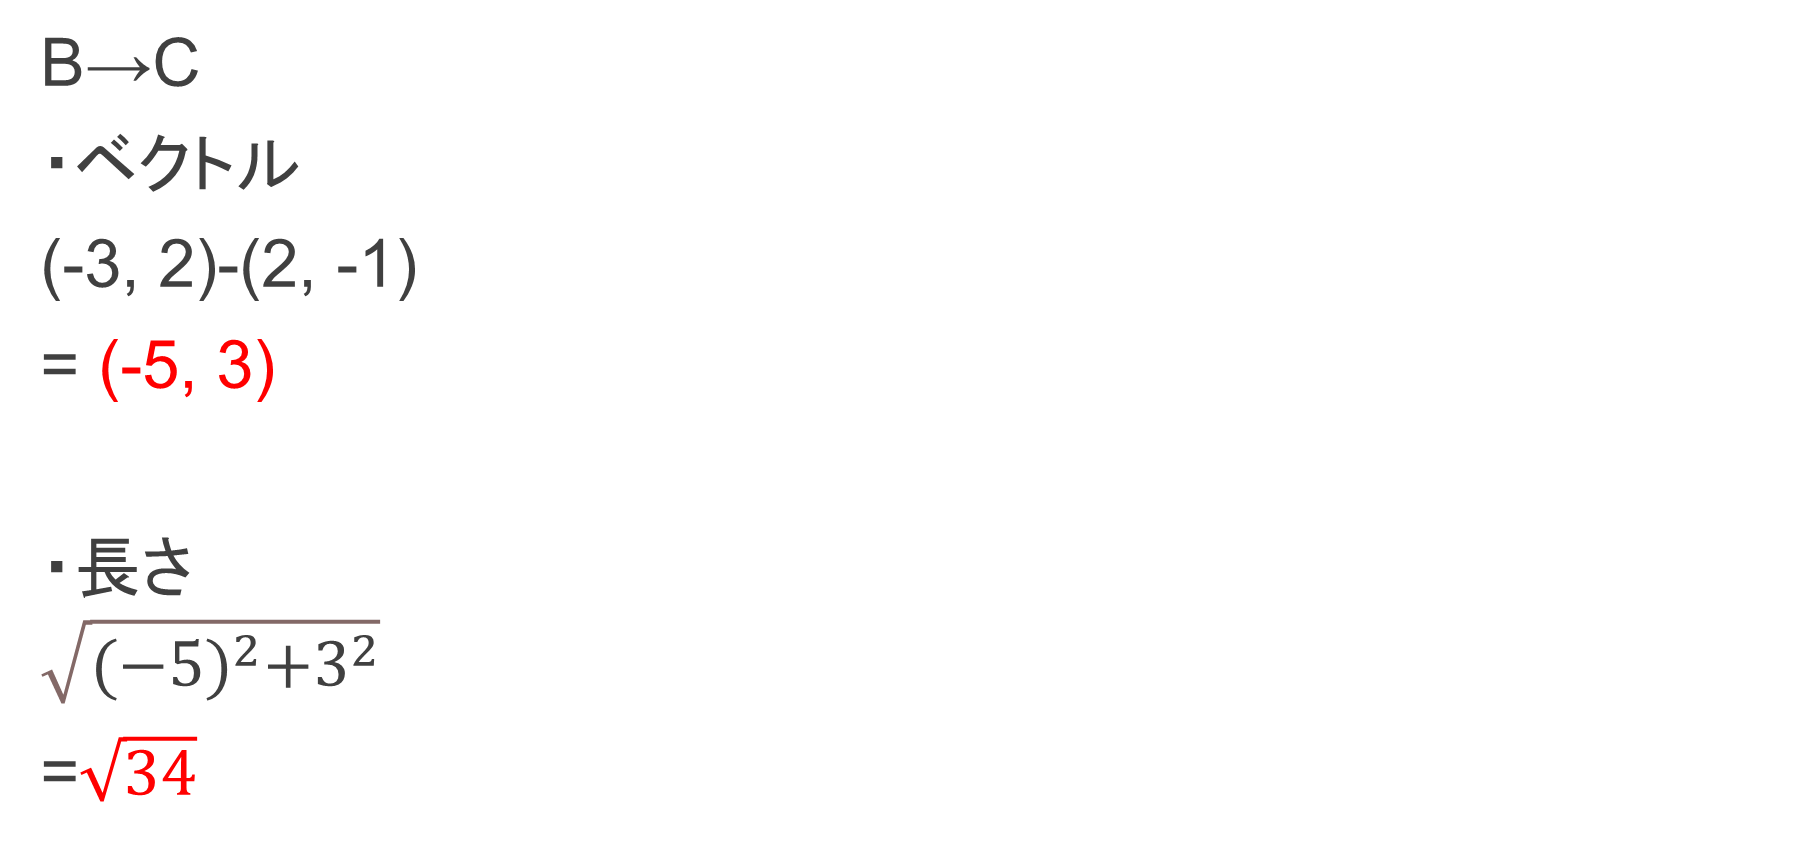 B→C
・ベクトル
(-3, 2)-(2, -1)
= (-5, 3)
・長さ
√(−5)²+3²
=√34